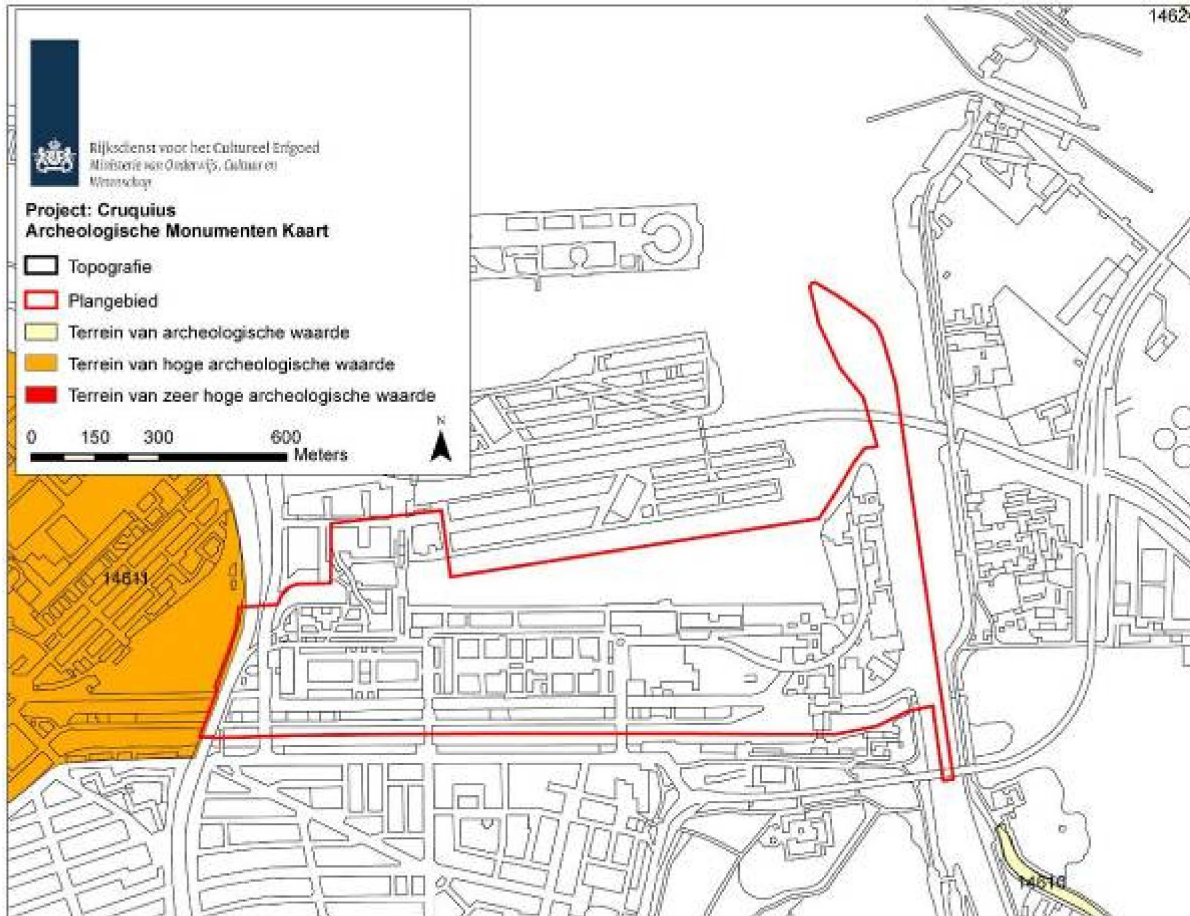 14624
Rijksdienst voor het Cultureel Erfgoed
Ministerie van Onderwijs, Cultuur en
Wetenschap
Project: Cruquius
Archeologische Monumenten Kaart
Topografie
Plangebied
Terrein van archeologische waarde
Terrein van hoge archeologische waarde
Terrein van zeer hoge archeologische waarde
N
0 150 300 600
Meters
14611
14616